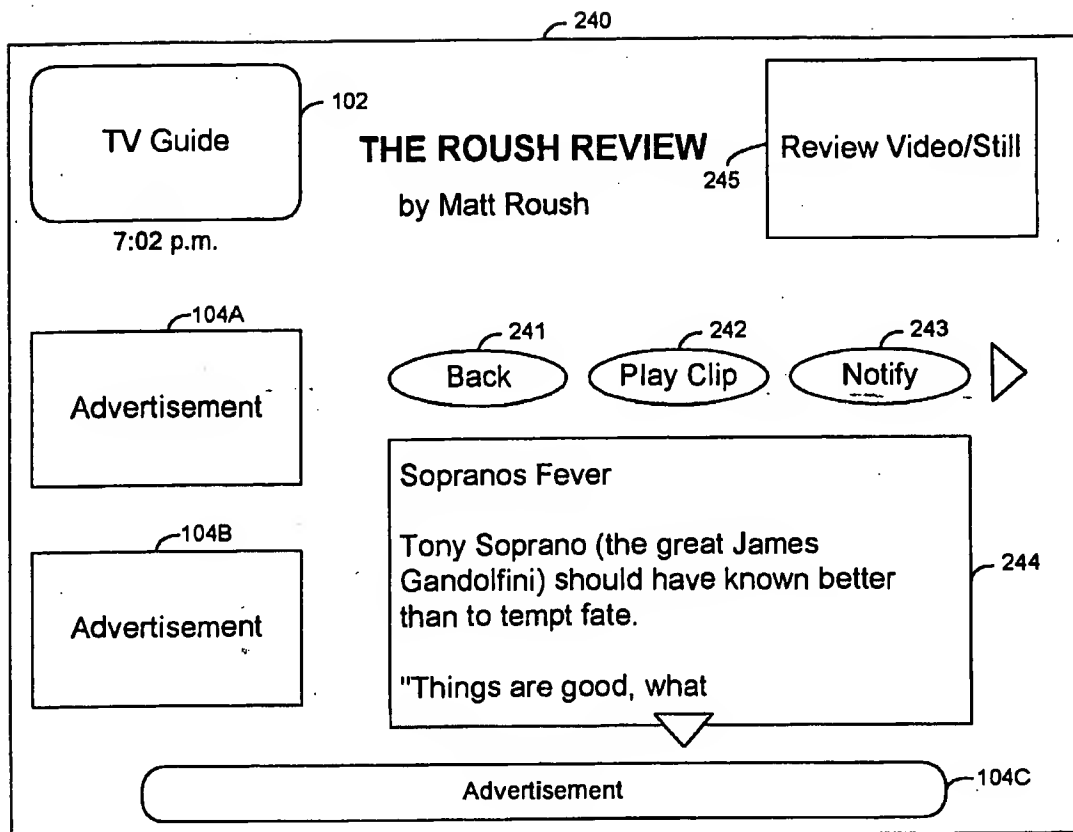 240
TV Guide
102
THE ROUSH REVIEW
by Matt Roush
245
Review Video/Still
7:02 p.m.
104A
Advertisement
241
Back
242
Play Clip
243
Notify
104B
Advertisement
Sopranos Fever
Tony Soprano (the great James
Gandolfini) should have known better
than to tempt fate.
"Things are good, what
244
Advertisement
104C